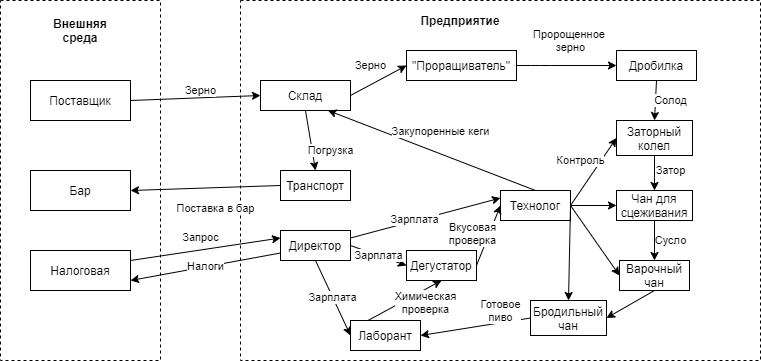 Внешняя
среда
Предприятие
Поставщик
Зерно
Склад
Зерно
"Проращиватель"
Пророщенное
зерно
Дробилка
Солод
Заторный
колел
Закупоренные кеги
Погрузка
Контроль
Затор
Бар
Транспорт
Поставка в бар
Технолог
Чан для
сцеживания
Зарплата
Вкусовая
проверка
Сусло
Налоговая
Запрос
Налоги
Директор
Зарплата
Дегустатор
Варочный
чан
Зарплата
Химическая
проверка
Готовое
пиво
Бродильный
чан
Лаборант